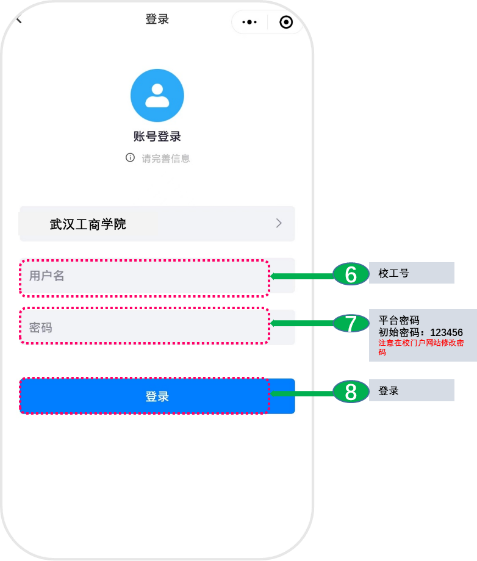 登录
账号登录
请完善信息
武汉工商学院
用户名
6
校工号
密码
7
平台密码
初始密码：123456
注意在校门户网站修改密
码
登录
8
登录